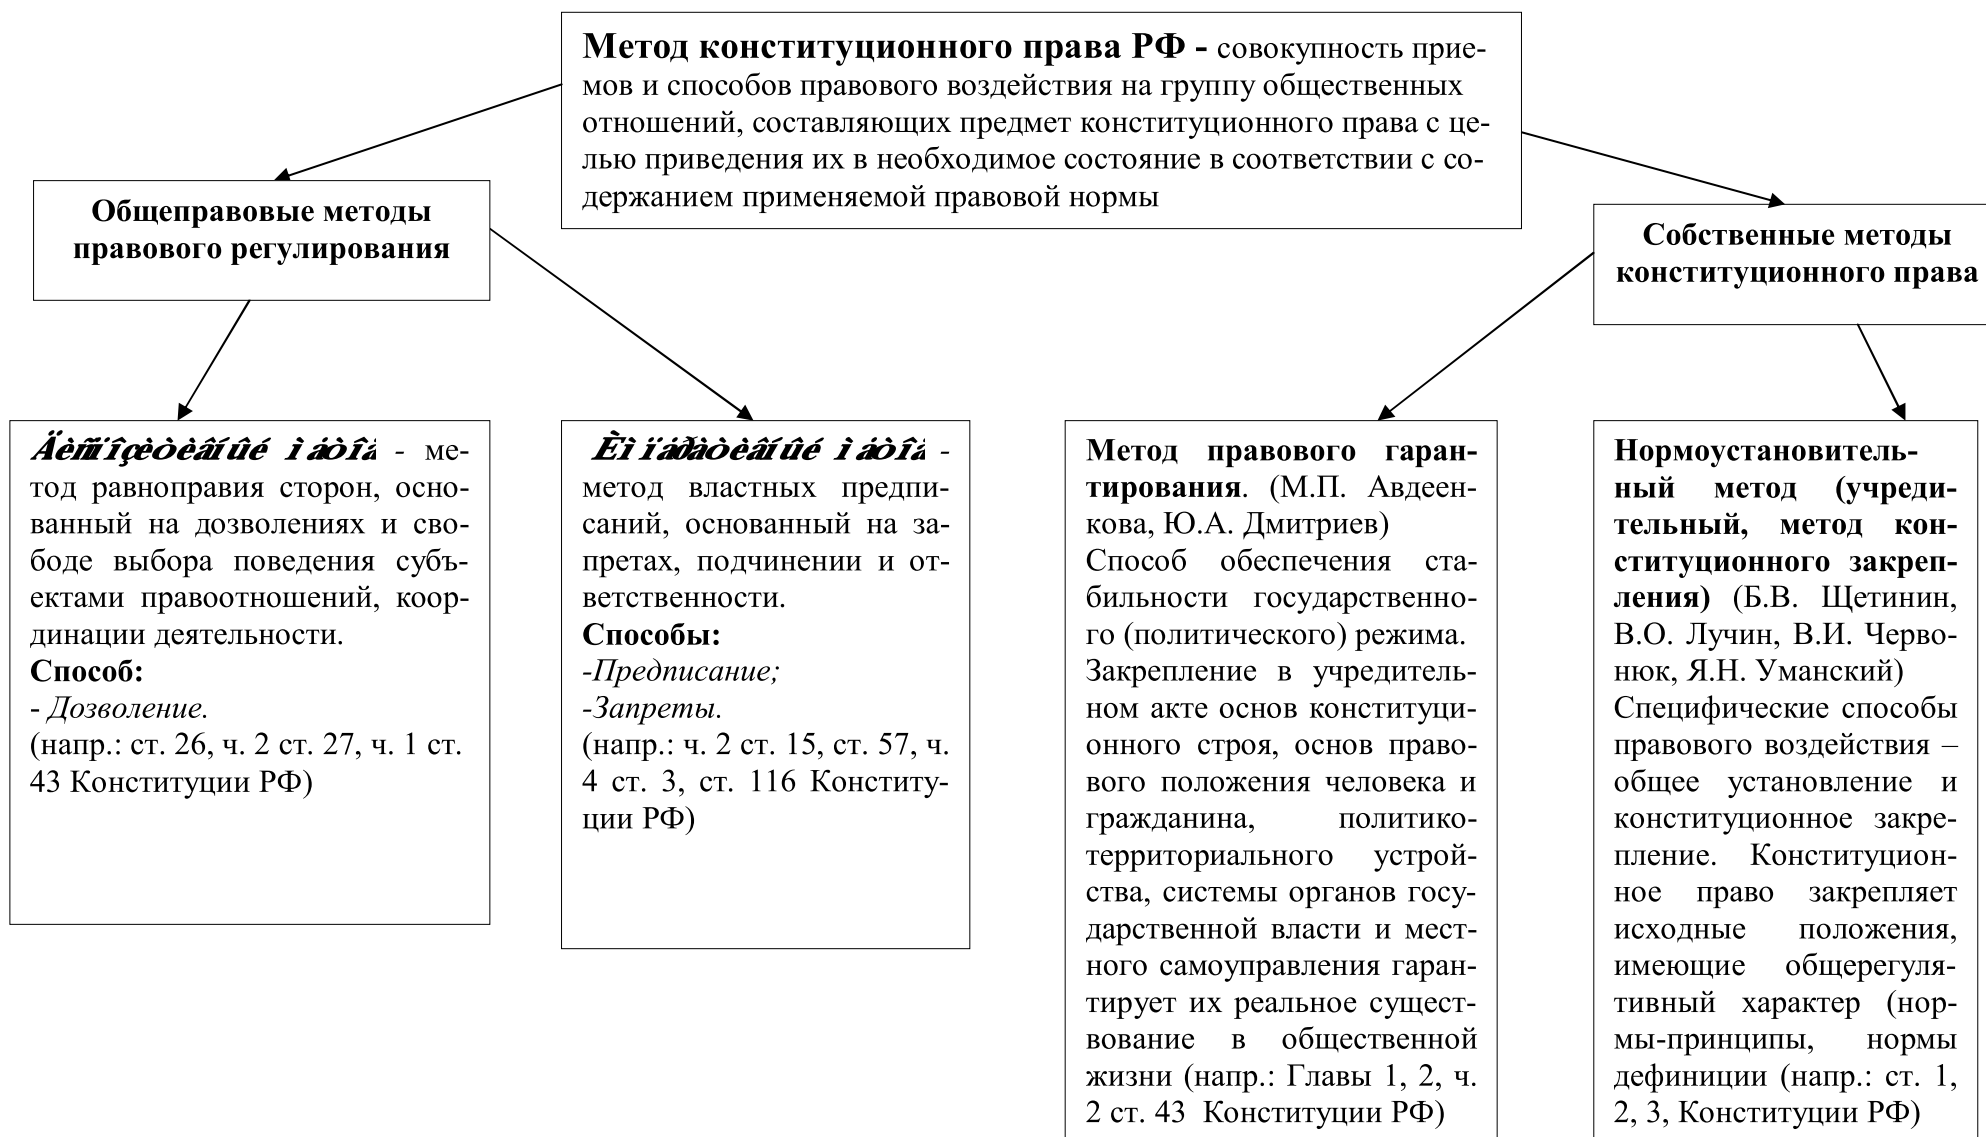 Метод конституционного права РФ - совокупность прие-
мов и способов правового воздействия на группу общественных
отношений, составляющих предмет конституционного права с це-
лью приведения их в необходимое состояние в соответствии с со-
держанием применяемой правовой нормы
Общеправовые методы
правового регулирования
Собственные методы
конституционного права
- ме-
тод равноправия сторон, осно-
ванный на дозволениях и сво-
боде выбора поведения субъ-
ектами правоотношений, коор-
динации деятельности.
Способ:
- Дозволение.
(напр.: ст. 26, ч. 2 ст. 27, ч. 1 ст.
43 Конституции РФ)
-
метод властных предпи-
саний, основанный на за-
претах, подчинении и от-
ветственности.
Способы:
-Предписание;
-Запреты.
(напр.: ч. 2 ст. 15, ст. 57, ч.
4 ст. 3, ст. 116 Конститу-
ции РФ)
Метод правового гаран-
тирования. (М.П. Авдеен-
кова, Ю.А. Дмитриев)
Способ обеспечения ста-
бильности государственно-
го (политического) режима.
Закрепление в учредитель-
ном акте основ конституци-
онного строя, основ право-
вого положения человека и
гражданина, политико-
территориального устрой-
ства, системы органов госу-
дарственной власти и мест-
ного самоуправления гаран-
тирует их реальное сущест-
вование в общественной
жизни (напр.: Главы 1, 2, ч.
2 ст. 43 Конституции РФ)
Нормоустановитель-
ный метод (учреди-
тельный, метод кон-
ституционного закреп-
ления) (Б.В. Щетинин,
В.О. Лучин, В.И. Черво-
нюк, Я.Н. Уманский)
Специфические способы
правового воздействия –
общее установление и
конституционное закре-
пление. Конституцион-
ное право закрепляет
исходные положения,
имеющие общерегуля-
тивный характер (нор-
мы-принципы, нормы
дефиниции (напр.: ст. 1,
2, 3, Конституции РФ)